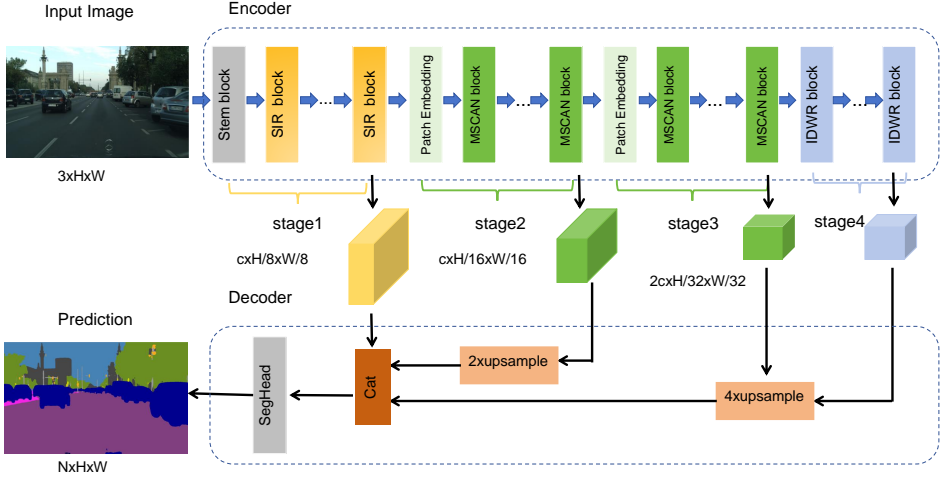 Input Image
Encoder
Stem block
SIR block
......
SIR block
Patch Embedding
MSCAN block
......
MSCAN block
Patch Embedding
MSCAN block
......
MSCAN block
IDWR block
......
IDWR block
3xHxW
stage1
stage2
stage3
stage4
cxH/8xW/8
cxH/16xW/16
2cxH/32xW/32
Decoder
Prediction
SegHead
Cat
2xupsample
4xupsample
NxHxW